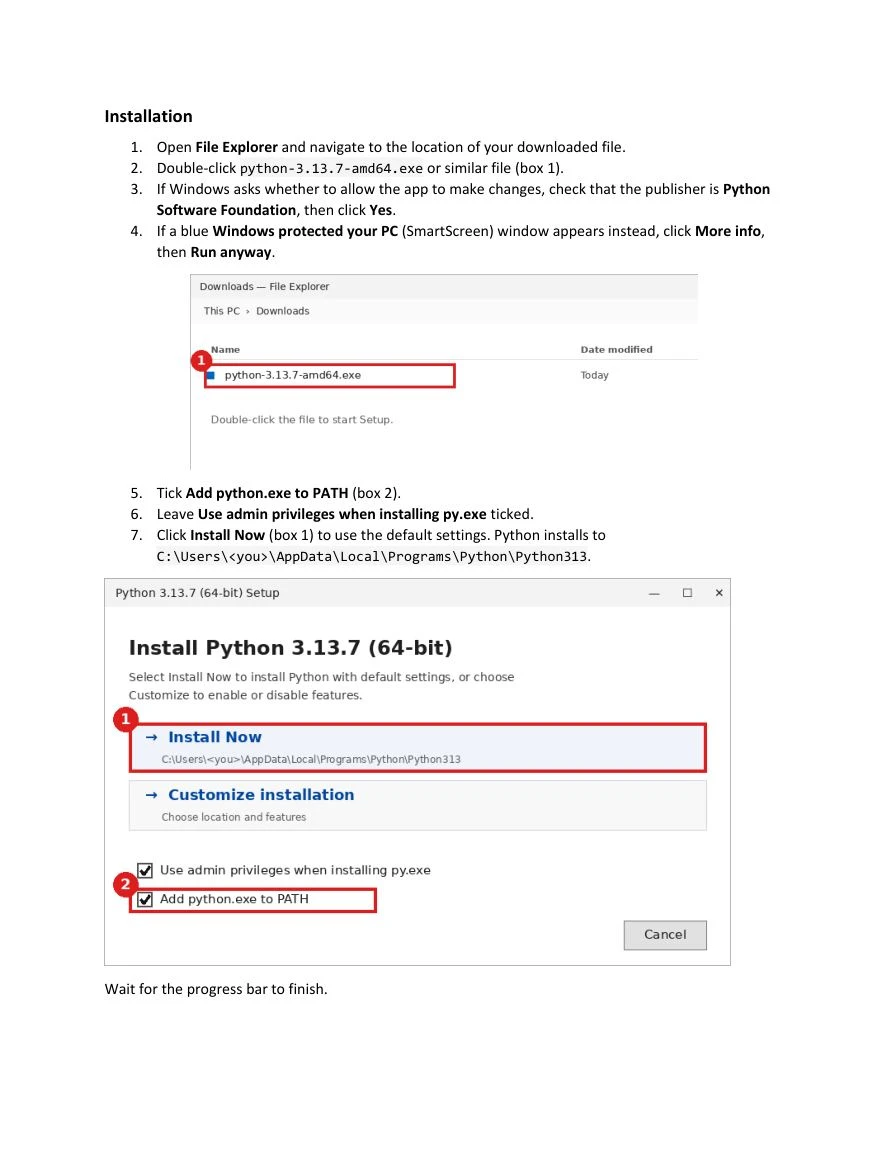 Installation
1. Open File Explorer and navigate to the location of your downloaded file.
2. Double-click python-3.13.7-amd64.exe or similar file (box 1).
3. If Windows asks whether to allow the app to make changes, check that the publisher is Python
Software Foundation, then click Yes.
4. If a blue Windows protected your PC (SmartScreen) window appears instead, click More info,
then Run anyway.
Downloads — File Explorer
This PC › Downloads
Name Date modified
1
python-3.13.7-amd64.exe Today
Double-click the file to start Setup.
5. Tick Add python.exe to PATH (box 2).
6. Leave Use admin privileges when installing py.exe ticked.
7. Click Install Now (box 1) to use the default settings. Python installs to
C:\Users\<you>\AppData\Local\Programs\Python\Python313.
Python 3.13.7 (64-bit) Setup
Install Python 3.13.7 (64-bit)
Select Install Now to install Python with default settings, or choose
Customize to enable or disable features.
1
→ Install Now
C:\Users\<you>\AppData\Local\Programs\Python\Python313
→ Customize installation
Choose location and features
Use admin privileges when installing py.exe
2
Add python.exe to PATH
Cancel
Wait for the progress bar to finish.